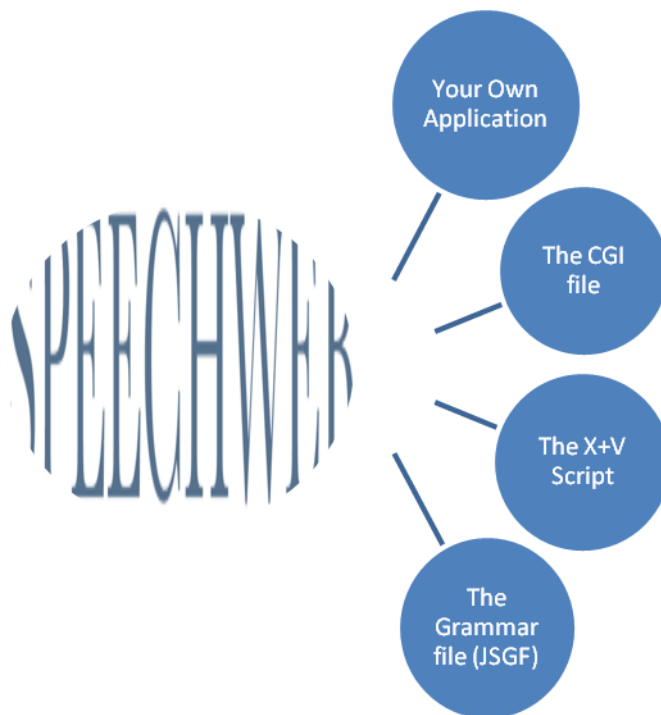 SPEECHWEB
Your Own
Application
The CGI
file
The X+V
Script
The
Grammar
file (JSGF)